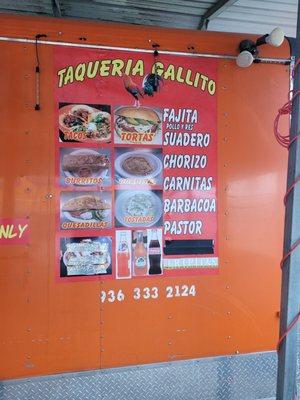 TAQUERIA GALLITO
TACOS
TORTAS
BURRITOS
QUESADILLAS
TOSTADAS
FAJITA
POLLO Y RES
SUADERO
CHORIZO
CARNITAS
BARBACOA
PASTOR
TRIPITAS
NLY
936 333 2124